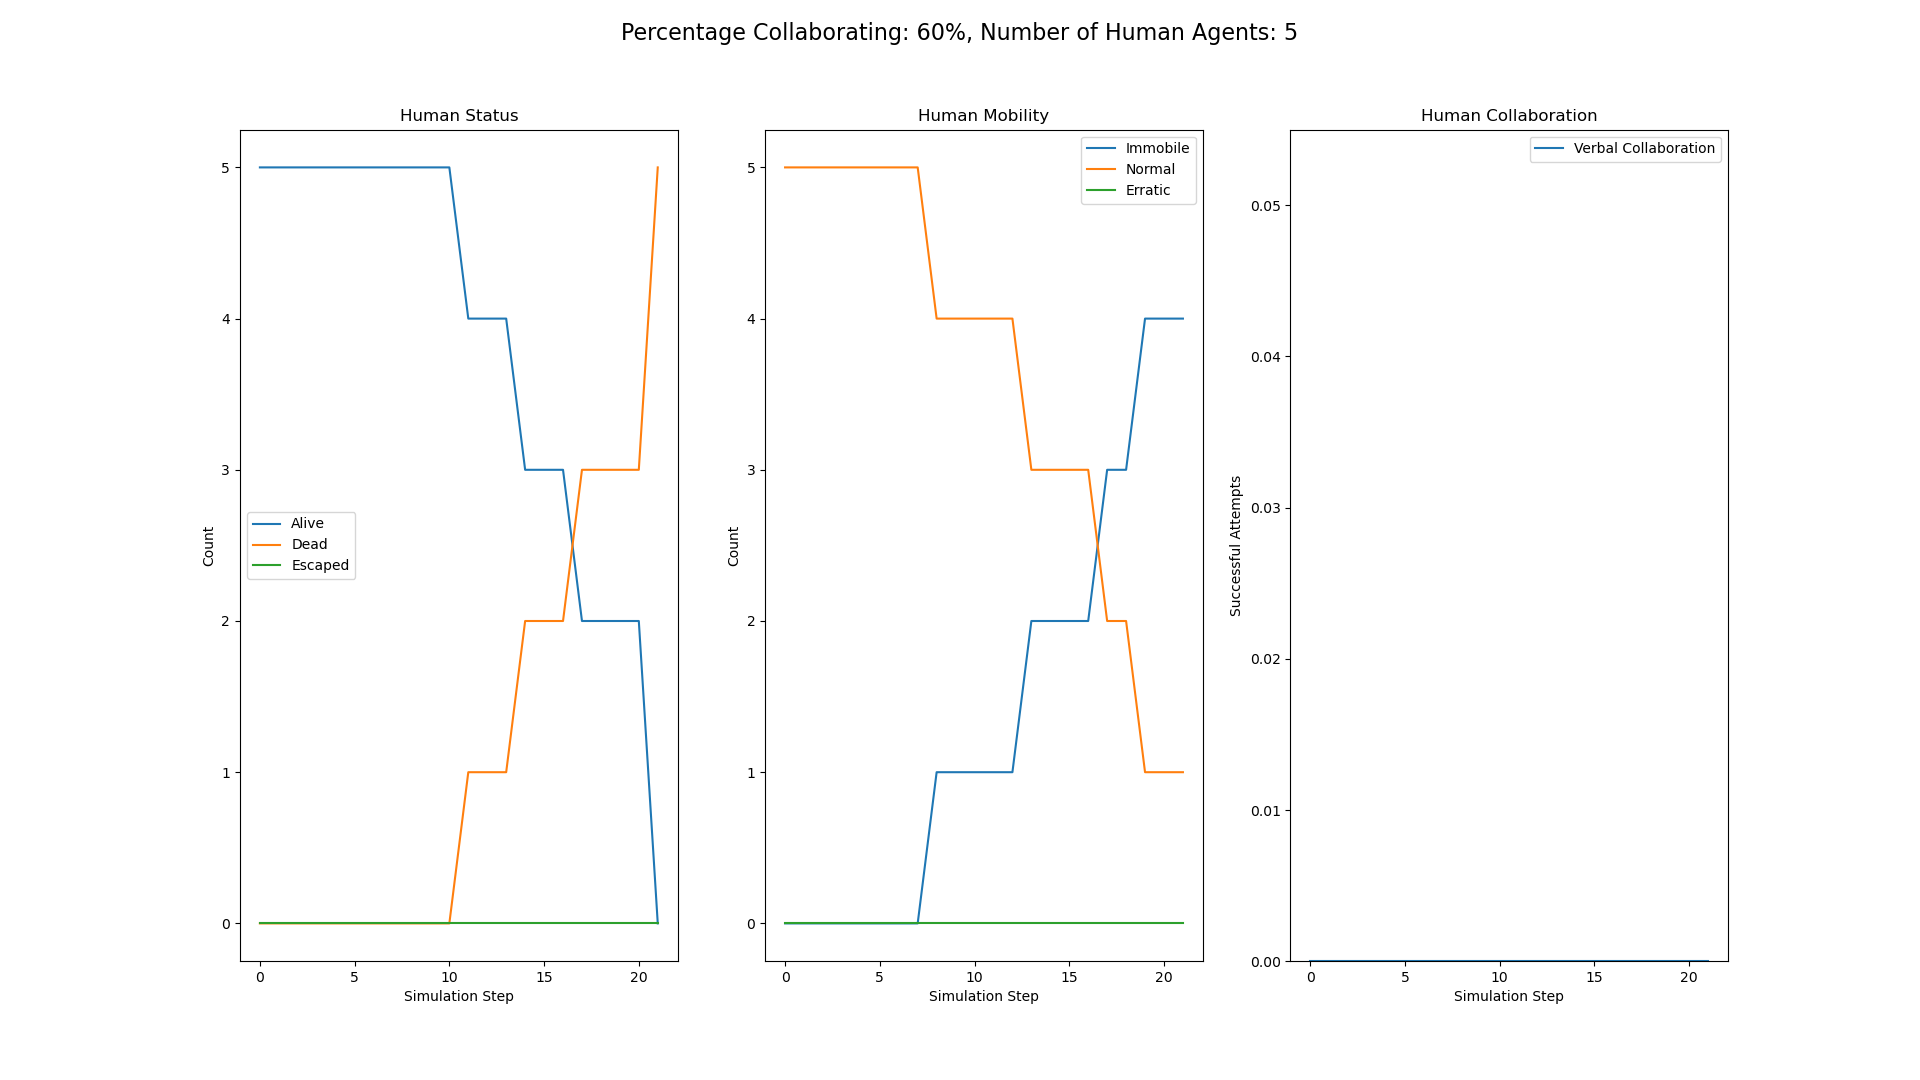 Percentage Collaborating: 60%, Number of Human Agents: 5
Human Status
5
4
3
2
1
0
Count
Alive
Dead
Escaped
0 5 10 15 20
Simulation Step
Human Mobility
5
4
3
2
1
0
Count
Immobile
Normal
Erratic
0 5 10 15 20
Simulation Step
Human Collaboration
0.05
0.04
0.03
0.02
0.01
0.00
Successful Attempts
Verbal Collaboration
0 5 10 15 20
Simulation Step